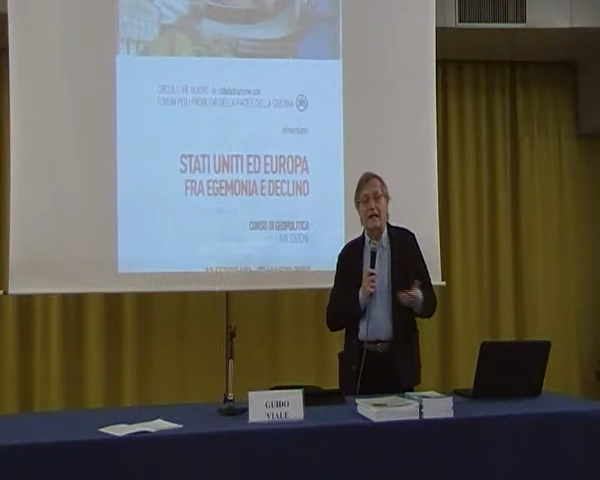 CIRCOLO VIE NUOVE in collaborazione con
FORUM PER I PROBLEMI DELLA PACE E DELLA GUERRA
presentano
STATI UNITI ED EUROPA
FRA EGEMONIA E DECLINO
CORSO DI GEOPOLITICA
EDIZIONE
GUIDO
VIALE